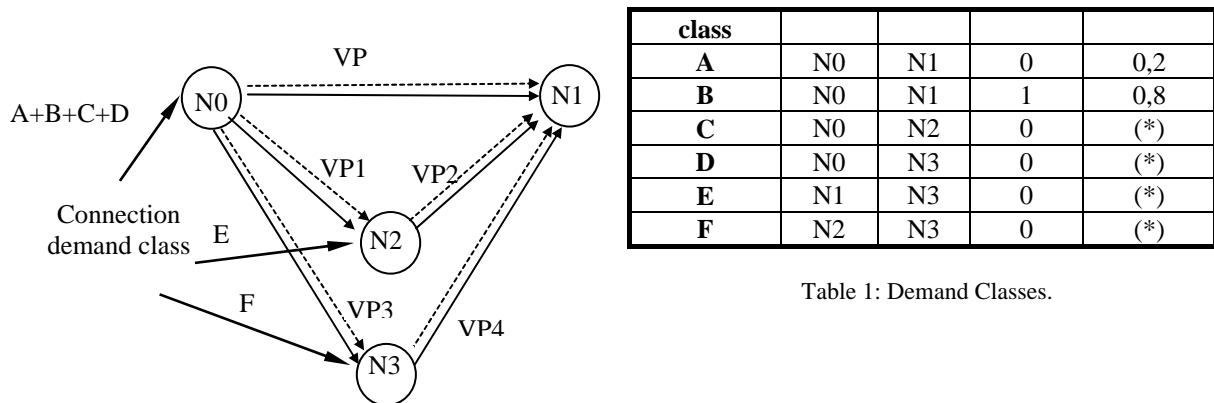 VP
N0
N1
A+B+C+D
VP1
VP2
Connection
demand class
E
N2
F
VP3
VP4
N3
class
A N0 N1 0 0,2
B N0 N1 1 0,8
C N0 N2 0 (*)
D N0 N3 0 (*)
E N1 N3 0 (*)
F N2 N3 0 (*)
Table 1: Demand Classes.